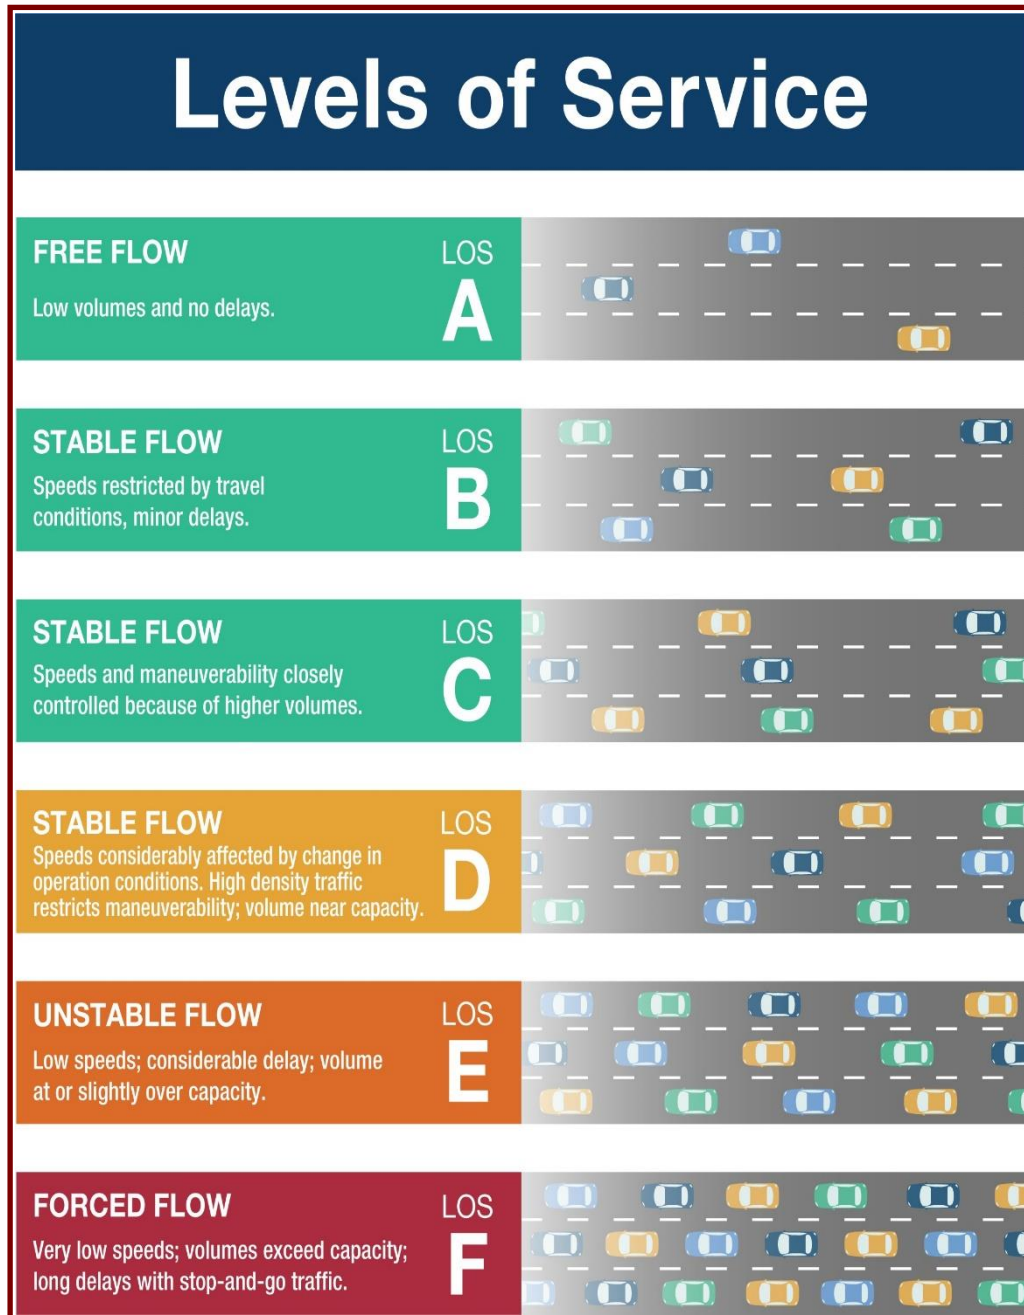 Levels of Service
FREE FLOW
LOS
A
Low volumes and no delays.
STABLE FLOW
LOS
B
Speeds restricted by travel
conditions, minor delays.
STABLE FLOW
LOS
C
Speeds and maneuverability closely
controlled because of higher volumes.
STABLE FLOW
LOS
D
Speeds considerably affected by change in
operation conditions. High density traffic
restricts maneuverability; volume near capacity.
UNSTABLE FLOW
LOS
E
Low speeds; considerable delay; volume
at or slightly over capacity.
FORCED FLOW
LOS
F
Very low speeds; volumes exceed capacity;
long delays with stop-and-go traffic.